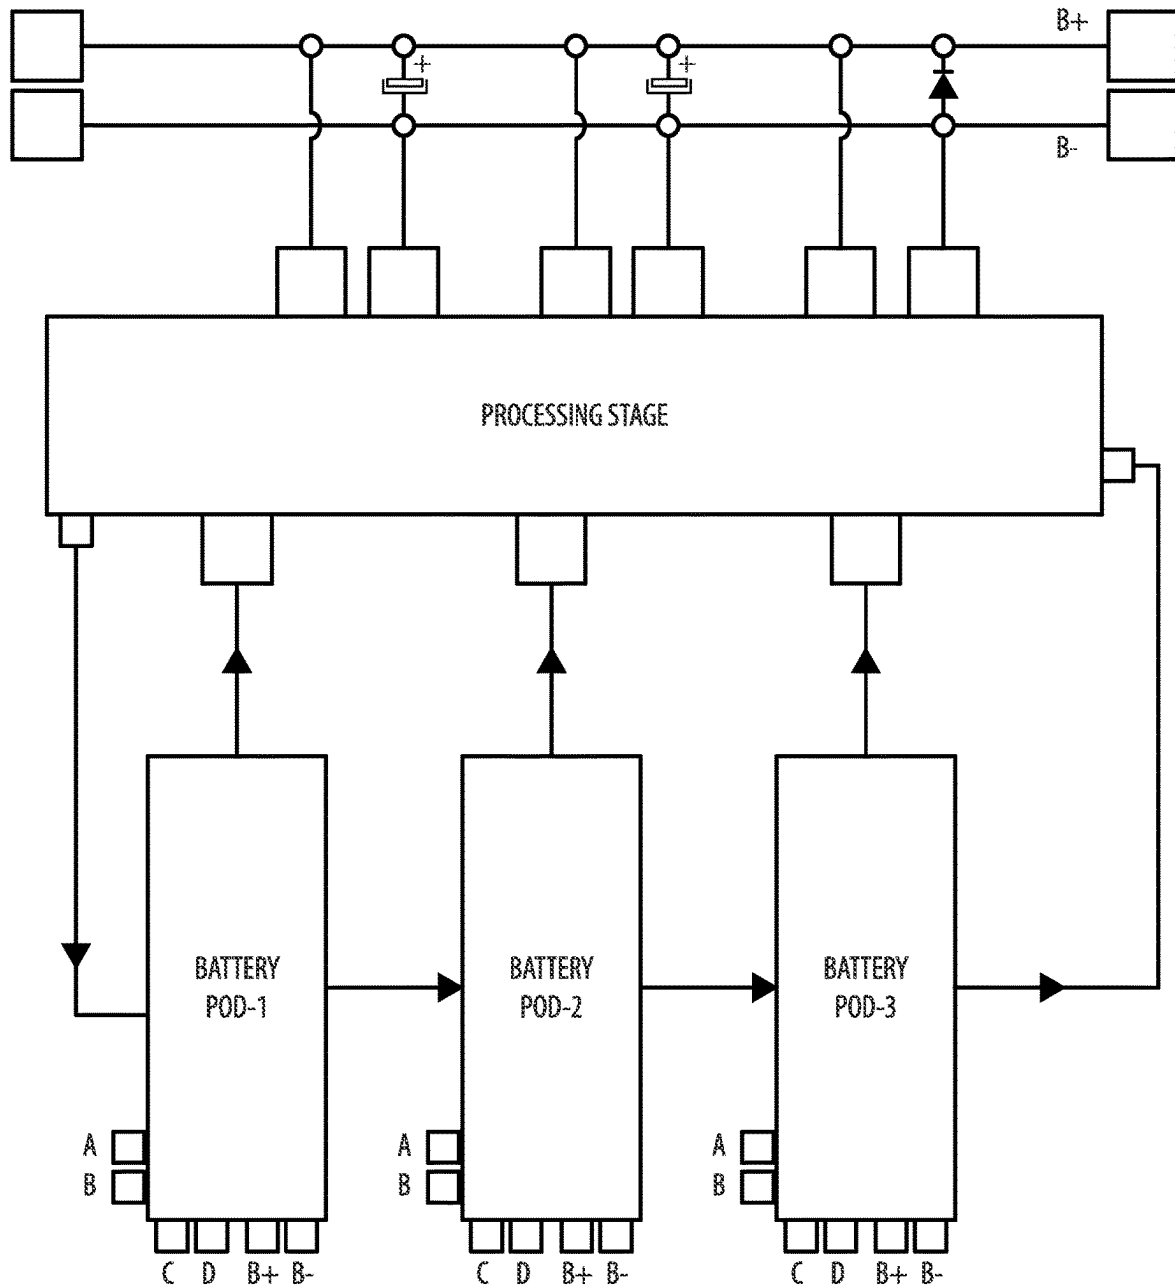 B+
+ +
B-
PROCESSING STAGE
BATTERY
POD-1
BATTERY
POD-2
BATTERY
POD-3
A A A
B B B
C D B+ B- C D B+ B- C D B+ B-